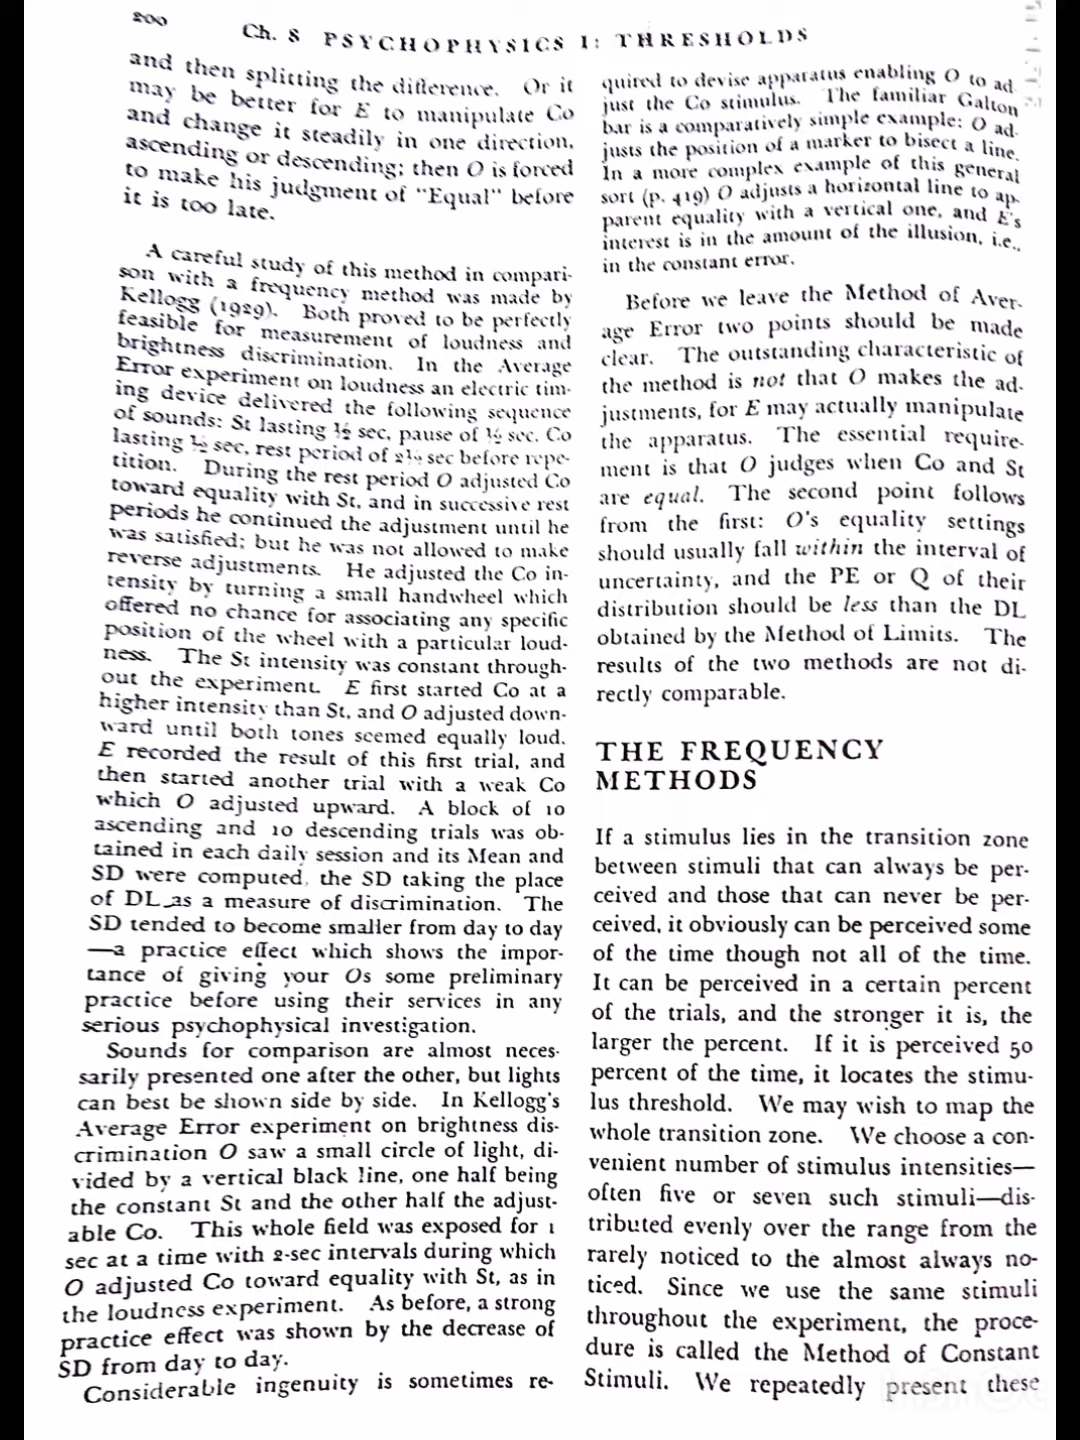 200
Ch. 8 PSYCHOPHYSICS I: THRESHOLDS
and then splitting the difference. Or it
may be better for E to manipulate Co
and change it steadily in one direction,
ascending or descending; then O is forced
to make his judgment of "Equal" before
it is too late.
A careful study of this method in compari-
son with a frequency method was made by
Kellogg (1929). Both proved to be perfectly
feasible for measurement of loudness and
brightness discrimination. In the Average
Error experiment on loudness an electric tim-
ing device delivered the following sequence
of sounds: St lasting ½ sec, pause of ½ sec, Co
lasting ½ sec, rest period of sec before repe-
tition. During the rest period O adjusted Co
toward equality with St, and in successive rest
periods he continued the adjustment until he
was satisfied; but he was not allowed to make
reverse adjustments. He adjusted the Co in-
tensity by turning a small handwheel which
offered no chance for associating any specific
position of the wheel with a particular loud-
ness. The St intensity was constant through-
out the experiment. E first started Co at a
higher intensity than St, and O adjusted down-
ward until both tones seemed equally loud.
E recorded the result of this first trial, and
then started another trial with a weak Co
which O adjusted upward. A block of 10
ascending and 10 descending trials was ob-
tained in each daily session and its Mean and
SD were computed, the SD taking the place
of DL as a measure of discrimination. The
SD tended to become smaller from day to day
—a practice effect which shows the impor-
tance of giving your Os some preliminary
practice before using their services in any
serious psychophysical investigation.
Sounds for comparison are almost neces-
sarily presented one after the other, but lights
can best be shown side by side. In Kellogg's
Average Error experiment on brightness dis-
crimination O saw a small circle of light, di-
vided by a vertical black line, one half being
the constant St and the other half the adjust-
able Co. This whole field was exposed for 1
sec at a time with 2-sec intervals during which
O adjusted Co toward equality with St, as in
the loudness experiment. As before, a strong
practice effect was shown by the decrease of
SD from day to day.
Considerable ingenuity is sometimes re-
quired to devise apparatus enabling O to ad-
just the Co stimulus. The familiar Galton
bar is a comparatively simple example: O ad-
justs the position of a marker to bisect a line.
In a more complex example of this general
sort (p. 419) O adjusts a horizontal line to ap-
parent equality with a vertical one, and E's
interest is in the amount of the illusion, i.e.,
in the constant error.
Before we leave the Method of Aver-
age Error two points should be made
clear. The outstanding characteristic of
the method is not that O makes the ad-
justments, for E may actually manipulate
the apparatus. The essential require-
ment is that O judges when Co and St
are equal. The second point follows
from the first: O's equality settings
should usually fall within the interval of
uncertainty, and the PE or Q of their
distribution should be less than the DL
obtained by the Method of Limits. The
results of the two methods are not di-
rectly comparable.
THE FREQUENCY
METHODS
If a stimulus lies in the transition zone
between stimuli that can always be per-
ceived and those that can never be per-
ceived, it obviously can be perceived some
of the time though not all of the time.
It can be perceived in a certain percent
of the trials, and the stronger it is, the
larger the percent. If it is perceived 50
percent of the time, it locates the stimu-
lus threshold. We may wish to map the
whole transition zone. We choose a con-
venient number of stimulus intensities—
often five or seven such stimuli—dis-
tributed evenly over the range from the
rarely noticed to the almost always no-
ticed. Since we use the same stimuli
throughout the experiment, the proce-
dure is called the Method of Constant
Stimuli. We repeatedly present these